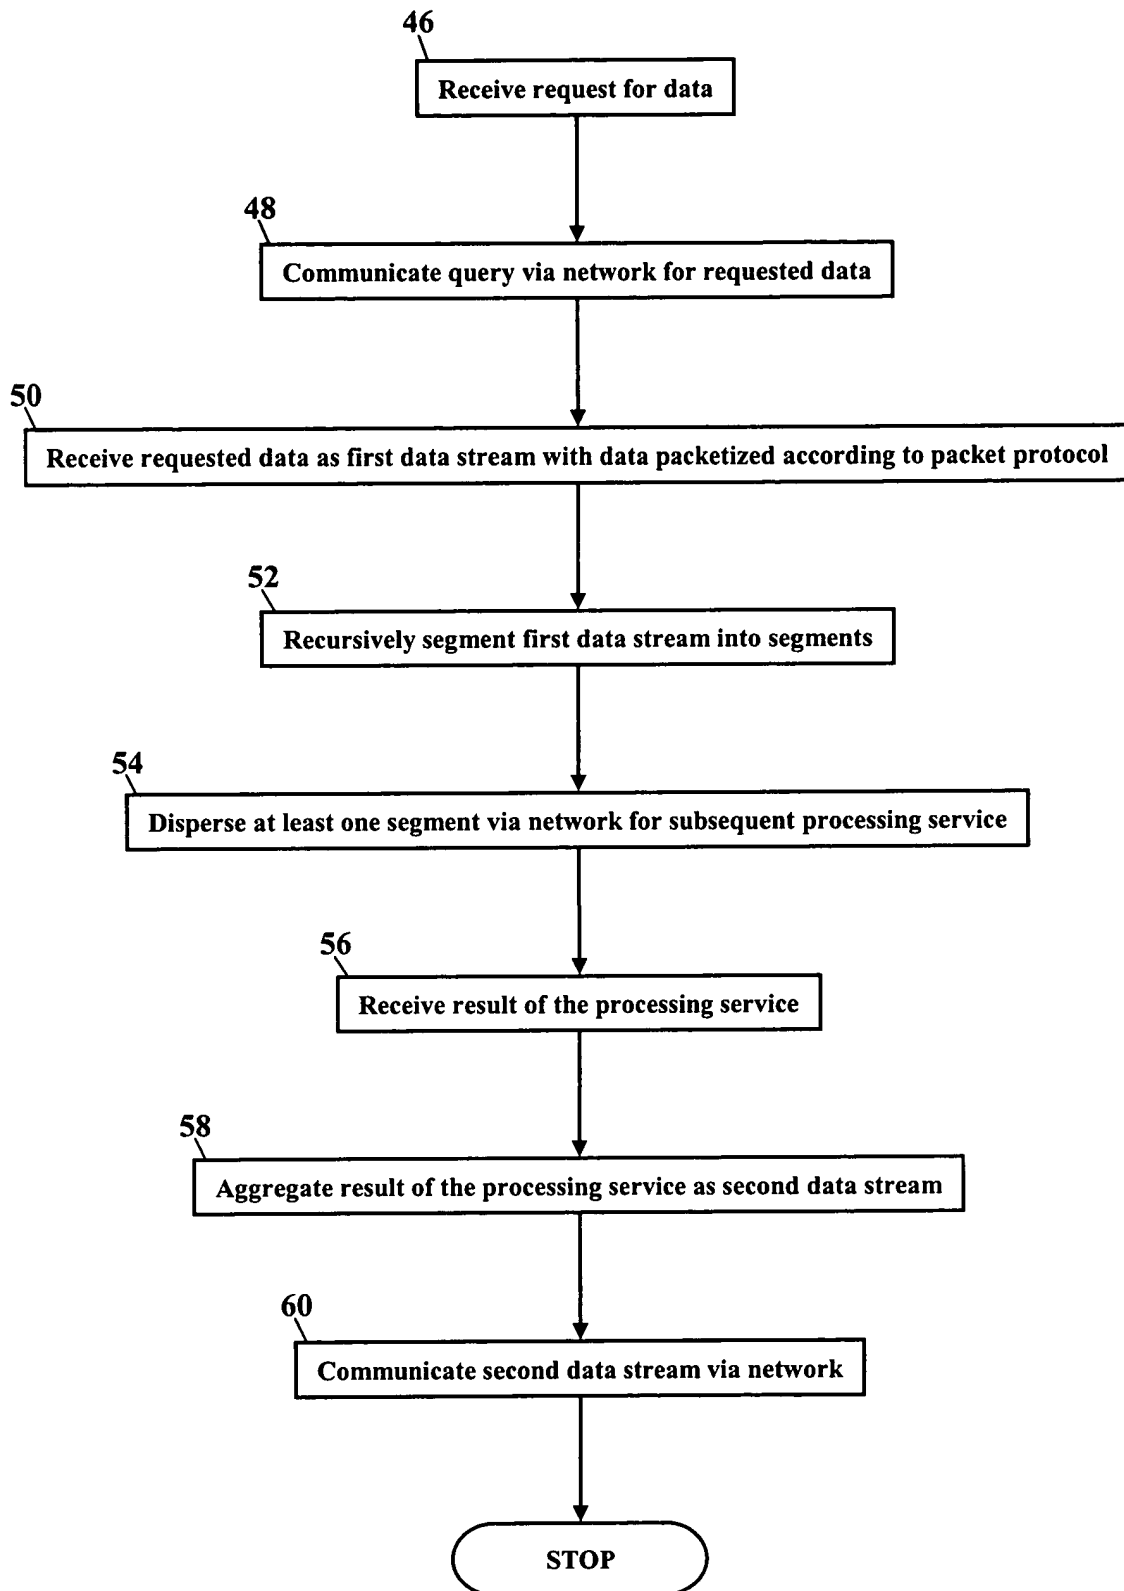 46
Receive request for data
48
Communicate query via network for requested data
50
Receive requested data as first data stream with data packetized according to packet protocol
52
Recursively segment first data stream into segments
54
Disperse at least one segment via network for subsequent processing service
56
Receive result of the processing service
58
Aggregate result of the processing service as second data stream
60
Communicate second data stream via network
STOP